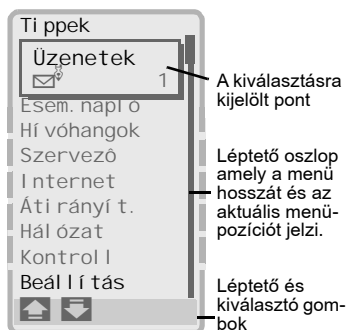 Tippek
Üzenetek
1
Esem.napló
Hívóhangok
Szervezô
Internet
Átirányít.
Hálózat
Kontroll
Beállítás
A kiválasztásra
kijelölt pont
Léptető oszlop
amely a menü
hosszát és az
aktuális menü-
pozíciót jelzi.
Léptető és
kiválasztó gom-
bok